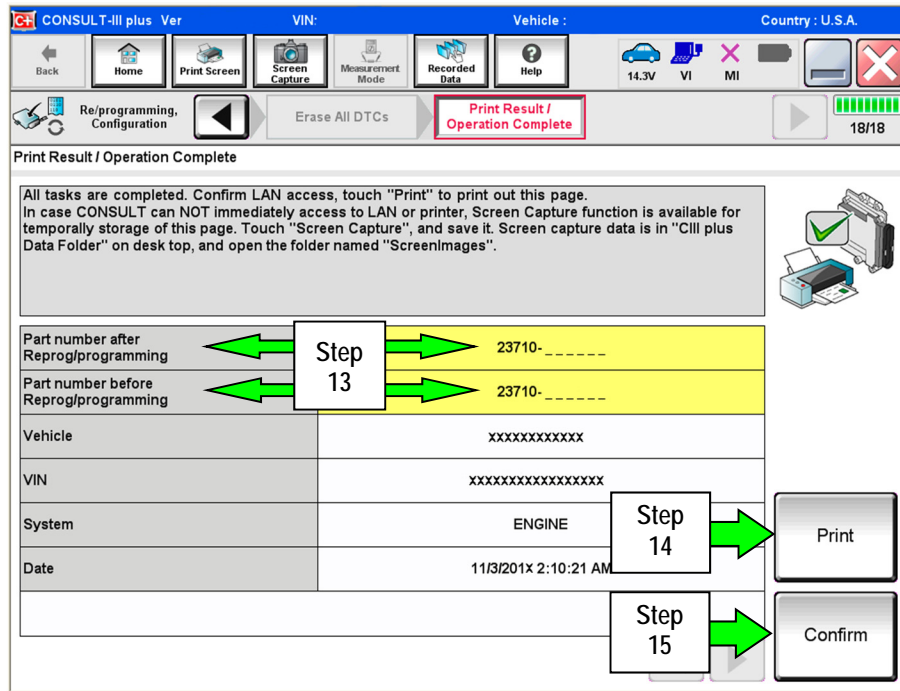 CONSULT-III plus Ver VIN: Vehicle : Country : U.S.A.
Back
Home
Print Screen
Screen
Capture
Measurement
Mode
Recorded
Data
Help
14.3V
VI
MI
Re/programming,
Configuration
Erase All DTCs
Print Result /
Operation Complete
18/18
Print Result / Operation Complete
All tasks are completed. Confirm LAN access, touch "Print" to print out this page.
In case CONSULT can NOT immediately access to LAN or printer, Screen Capture function is available for
temporally storage of this page. Touch "Screen Capture", and save it. Screen capture data is in "CIII plus
Data Folder" on desk top, and open the folder named "ScreenImages".
Part number after
Reprog/programming
23710-______
Step
13
Part number before
Reprog/programming
23710-______
Vehicle
xxxxxxxxxxxx
VIN
xxxxxxxxxxxxxxxxx
System
ENGINE
Step
14
Print
Date
11/3/201X 2:10:21 AM
Step
15
Confirm